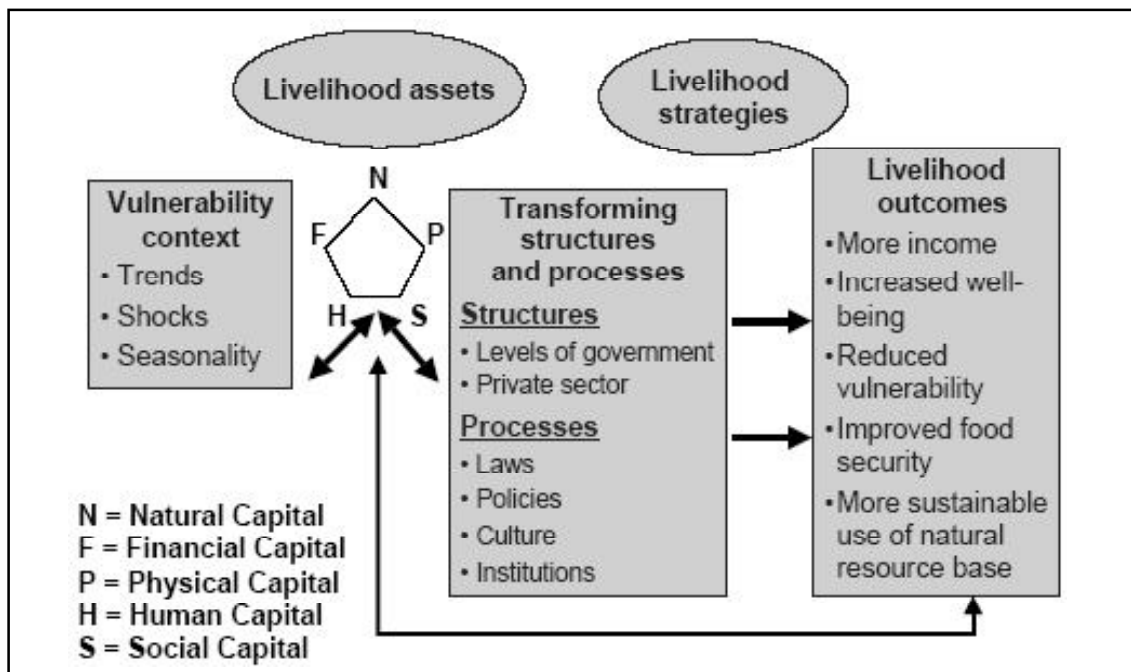 Livelihood assets
Livelihood
strategies
Vulnerability
context
• Trends
• Shocks
• Seasonality
N
F
P
H
S
Transforming
structures
and processes
Structures
• Levels of government
• Private sector
Processes
• Laws
• Policies
• Culture
• Institutions
Livelihood
outcomes
•More income
•Increased well-
being
•Reduced
vulnerability
•Improved food
security
•More sustainable
use of natural
resource base
N = Natural Capital
F = Financial Capital
P = Physical Capital
H = Human Capital
S = Social Capital